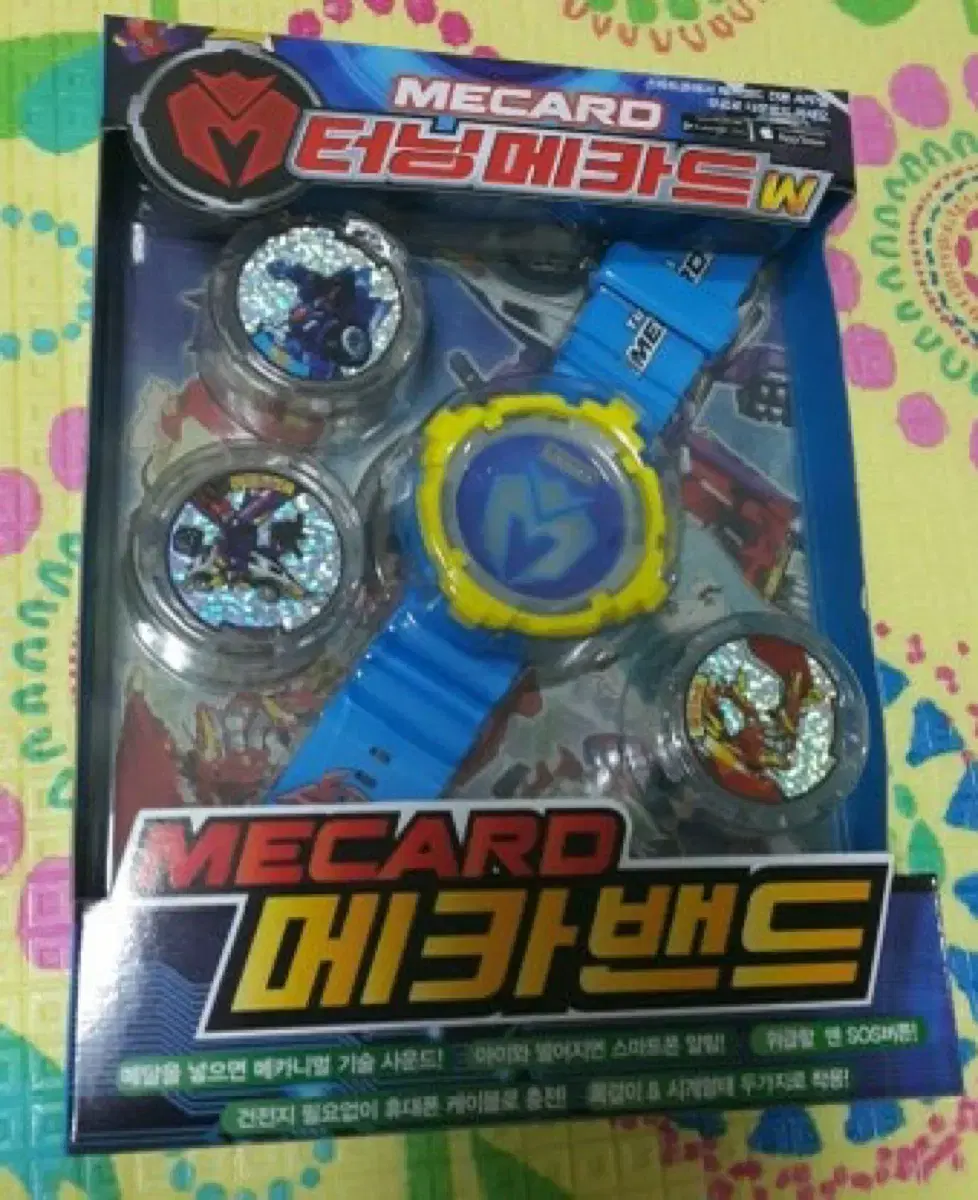 MECARD
터닝메카드W
MECARD
메카밴드
메달을 넣으면 메카니멀 기술 사운드!
아이와 떨어지면 스마트폰 알림!
위급할 땐 SOS버튼!
건전지 필요없이 휴대폰 케이블로 충전!
목걸이 & 시계형태 두가지로 착용!